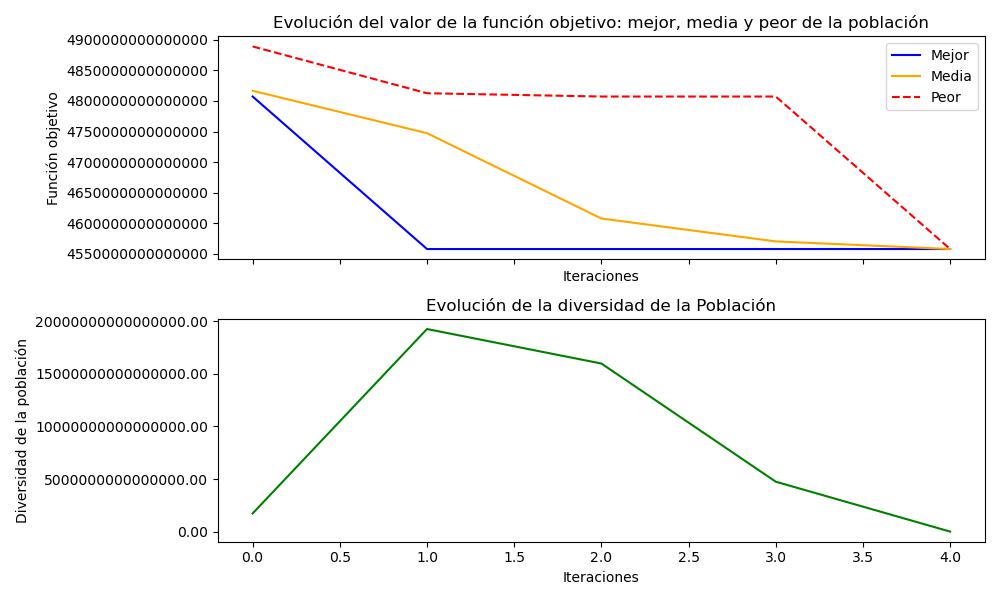 Evolución del valor de la función objetivo: mejor, media y peor de la población
Función objetivo
4900000000000000
4850000000000000
4800000000000000
4750000000000000
4700000000000000
4650000000000000
4600000000000000
4550000000000000
Mejor
Media
Peor
Iteraciones
Evolución de la diversidad de la Población
Diversidad de la población
20000000000000000.00
15000000000000000.00
10000000000000000.00
5000000000000000.00
0.00
0.0 0.5 1.0 1.5 2.0 2.5 3.0 3.5 4.0
Iteraciones